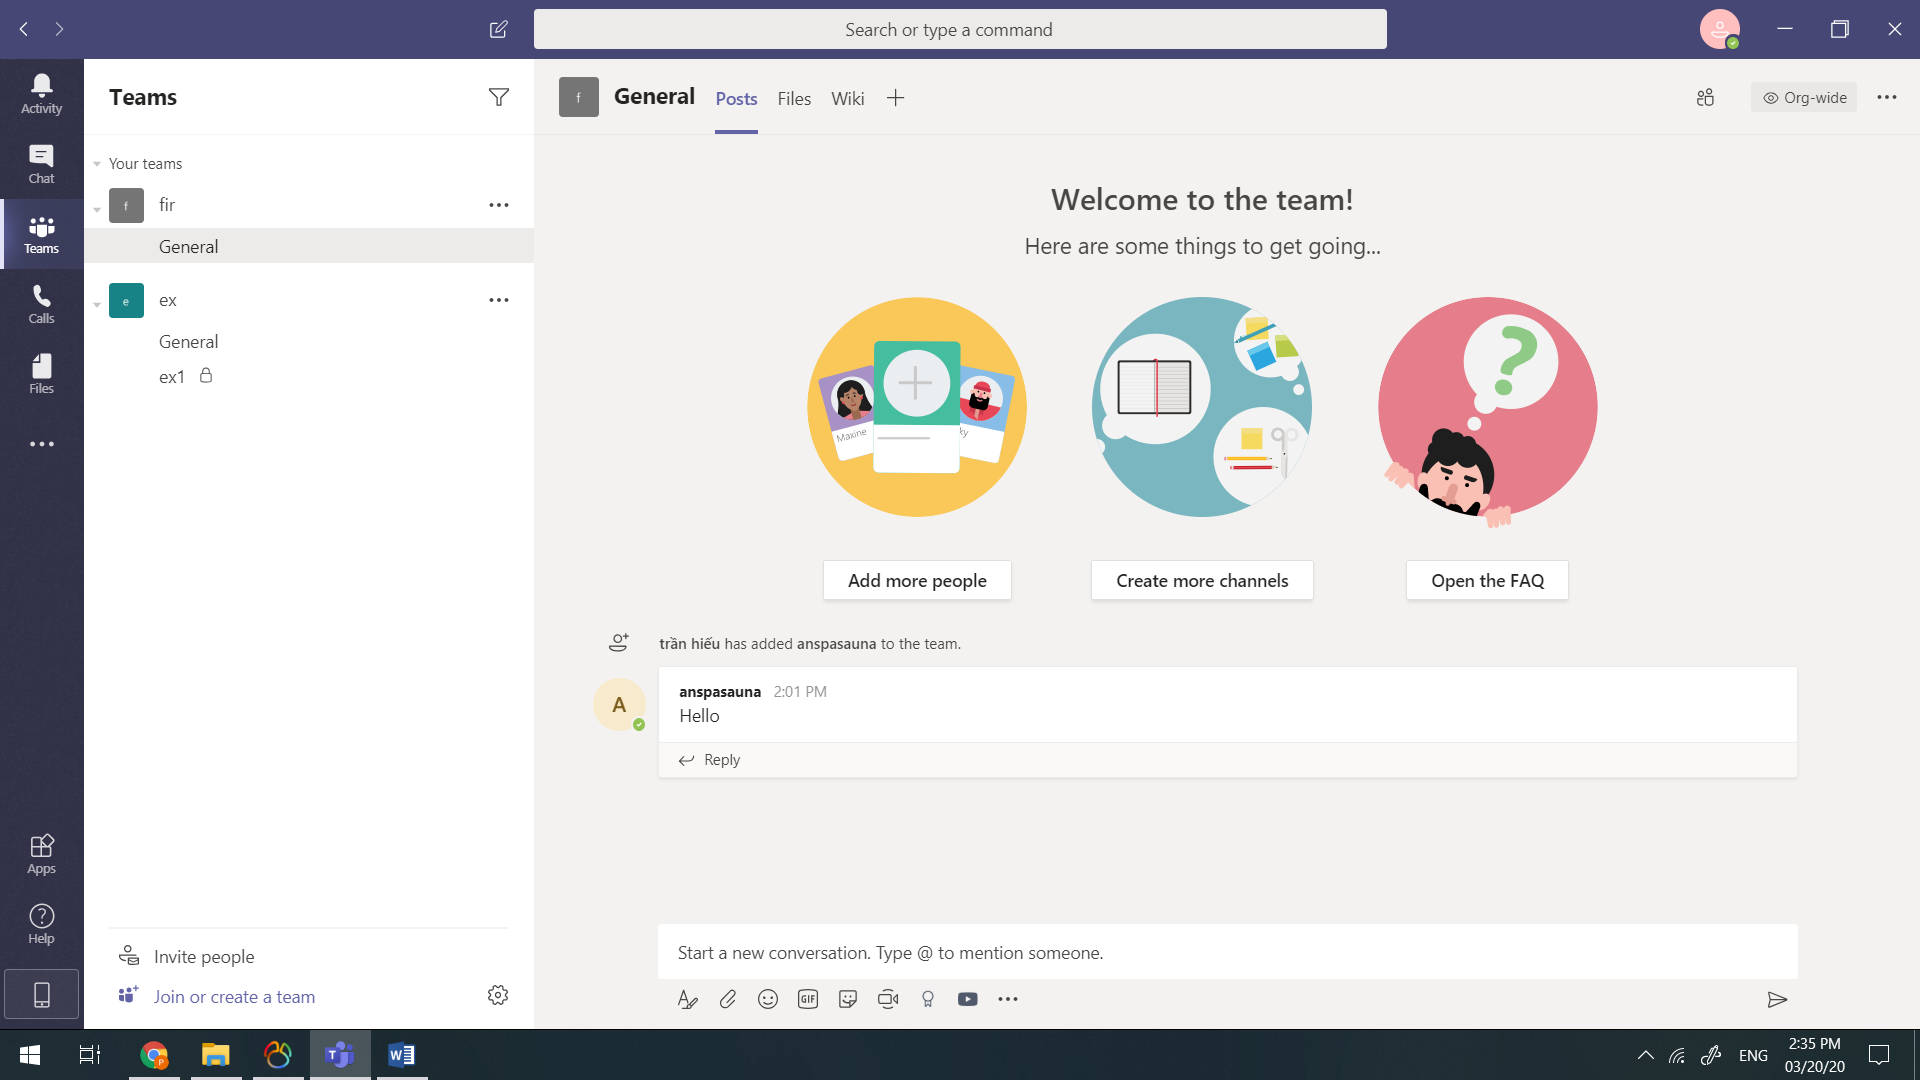 Search or type a command
Activity
Chat
Teams
Calls
Files
Apps
Help
Teams
Your teams
f fir
General
e ex
General
ex1
Invite people
Join or create a team
f General Posts Files Wiki
Org-wide
Welcome to the team!
Here are some things to get going...
Maxine
ky
?
Add more people
Create more channels
Open the FAQ
trần hiếu has added anspasauna to the team.
A
anspasauna 2:01 PM
Hello
Reply
Start a new conversation. Type @ to mention someone.
GIF
P
T
W
ENG
2:35 PM
03/20/20